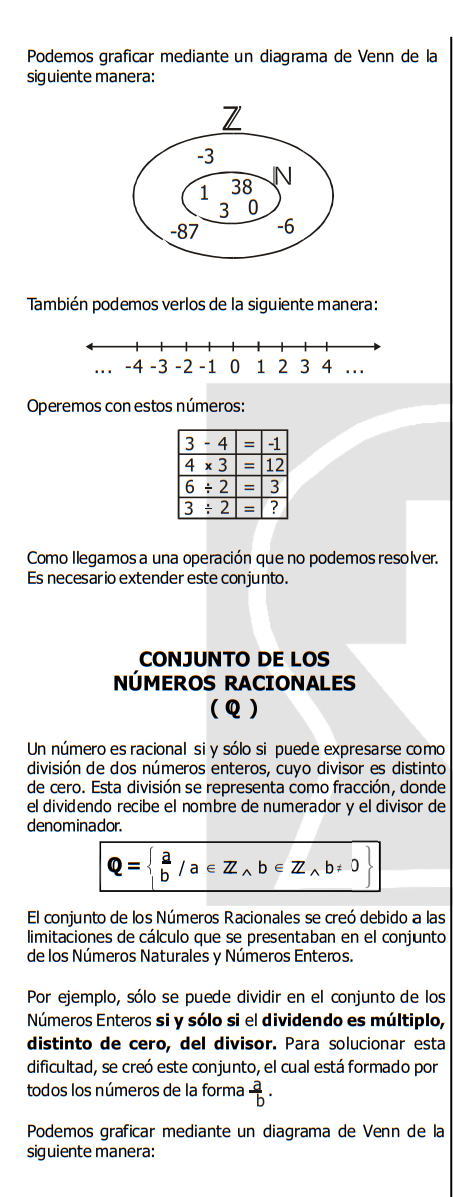 Podemos graficar mediante un diagrama de Venn de la
siguiente manera:
ℤ
-3
ℕ
1 38
3 0
-87 -6
También podemos verlos de la siguiente manera:
... -4 -3 -2 -1 0 1 2 3 4 ...
Operemos con estos números:
3 - 4 = -1
4 x 3 = 12
6 ÷ 2 = 3
3 ÷ 2 = ?
Como llegamos a una operación que no podemos resolver.
Es necesario extender este conjunto.
CONJUNTO DE LOS
NÚMEROS RACIONALES
( ℚ )
Un número es racional si y sólo si puede expresarse como
división de dos números enteros, cuyo divisor es distinto
de cero. Esta división se representa como fracción, donde
el dividendo recibe el nombre de numerador y el divisor de
denominador.
ℚ = { a/b / a ∈ ℤ ∧ b ∈ ℤ ∧ b ≠ 0 }
El conjunto de los Números Racionales se creó debido a las
limitaciones de cálculo que se presentaban en el conjunto
de los Números Naturales y Números Enteros.
Por ejemplo, sólo se puede dividir en el conjunto de los
Números Enteros si y sólo si el dividendo es múltiplo,
distinto de cero, del divisor. Para solucionar esta
dificultad, se creó este conjunto, el cual está formado por
todos los números de la forma a/b .
Podemos graficar mediante un diagrama de Venn de la
siguiente manera: